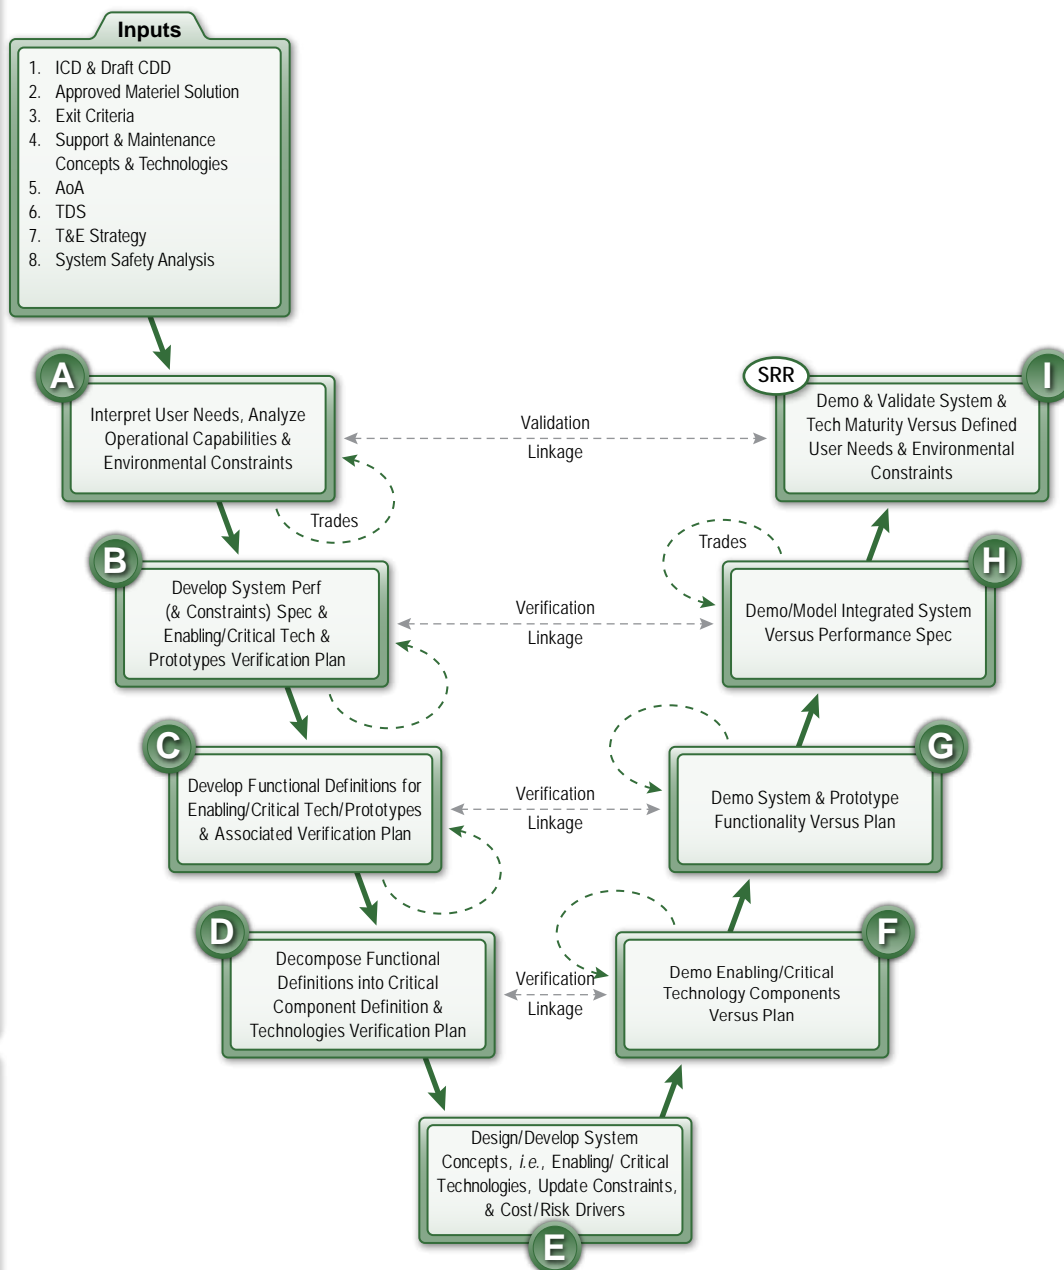 Inputs
1. ICD & Draft CDD
2. Approved Materiel Solution
3. Exit Criteria
4. Support & Maintenance
Concepts & Technologies
5. AoA
6. TDS
7. T&E Strategy
8. System Safety Analysis
A
Interpret User Needs, Analyze
Operational Capabilities &
Environmental Constraints
Trades
Validation
Linkage
SRR
I
Demo & Validate System &
Tech Maturity Versus Defined
User Needs & Environmental
Constraints
B
Develop System Perf
(& Constraints) Spec &
Enabling/Critical Tech &
Prototypes Verification Plan
Verification
Linkage
Trades
H
Demo/Model Integrated System
Versus Performance Spec
C
Develop Functional Definitions for
Enabling/Critical Tech/Prototypes
& Associated Verification Plan
Verification
Linkage
G
Demo System & Prototype
Functionality Versus Plan
D
Decompose Functional
Definitions into Critical
Component Definition &
Technologies Verification Plan
Verification
Linkage
F
Demo Enabling/Critical
Technology Components
Versus Plan
Design/Develop System
Concepts, i.e., Enabling/ Critical
Technologies, Update Constraints,
& Cost/Risk Drivers
E